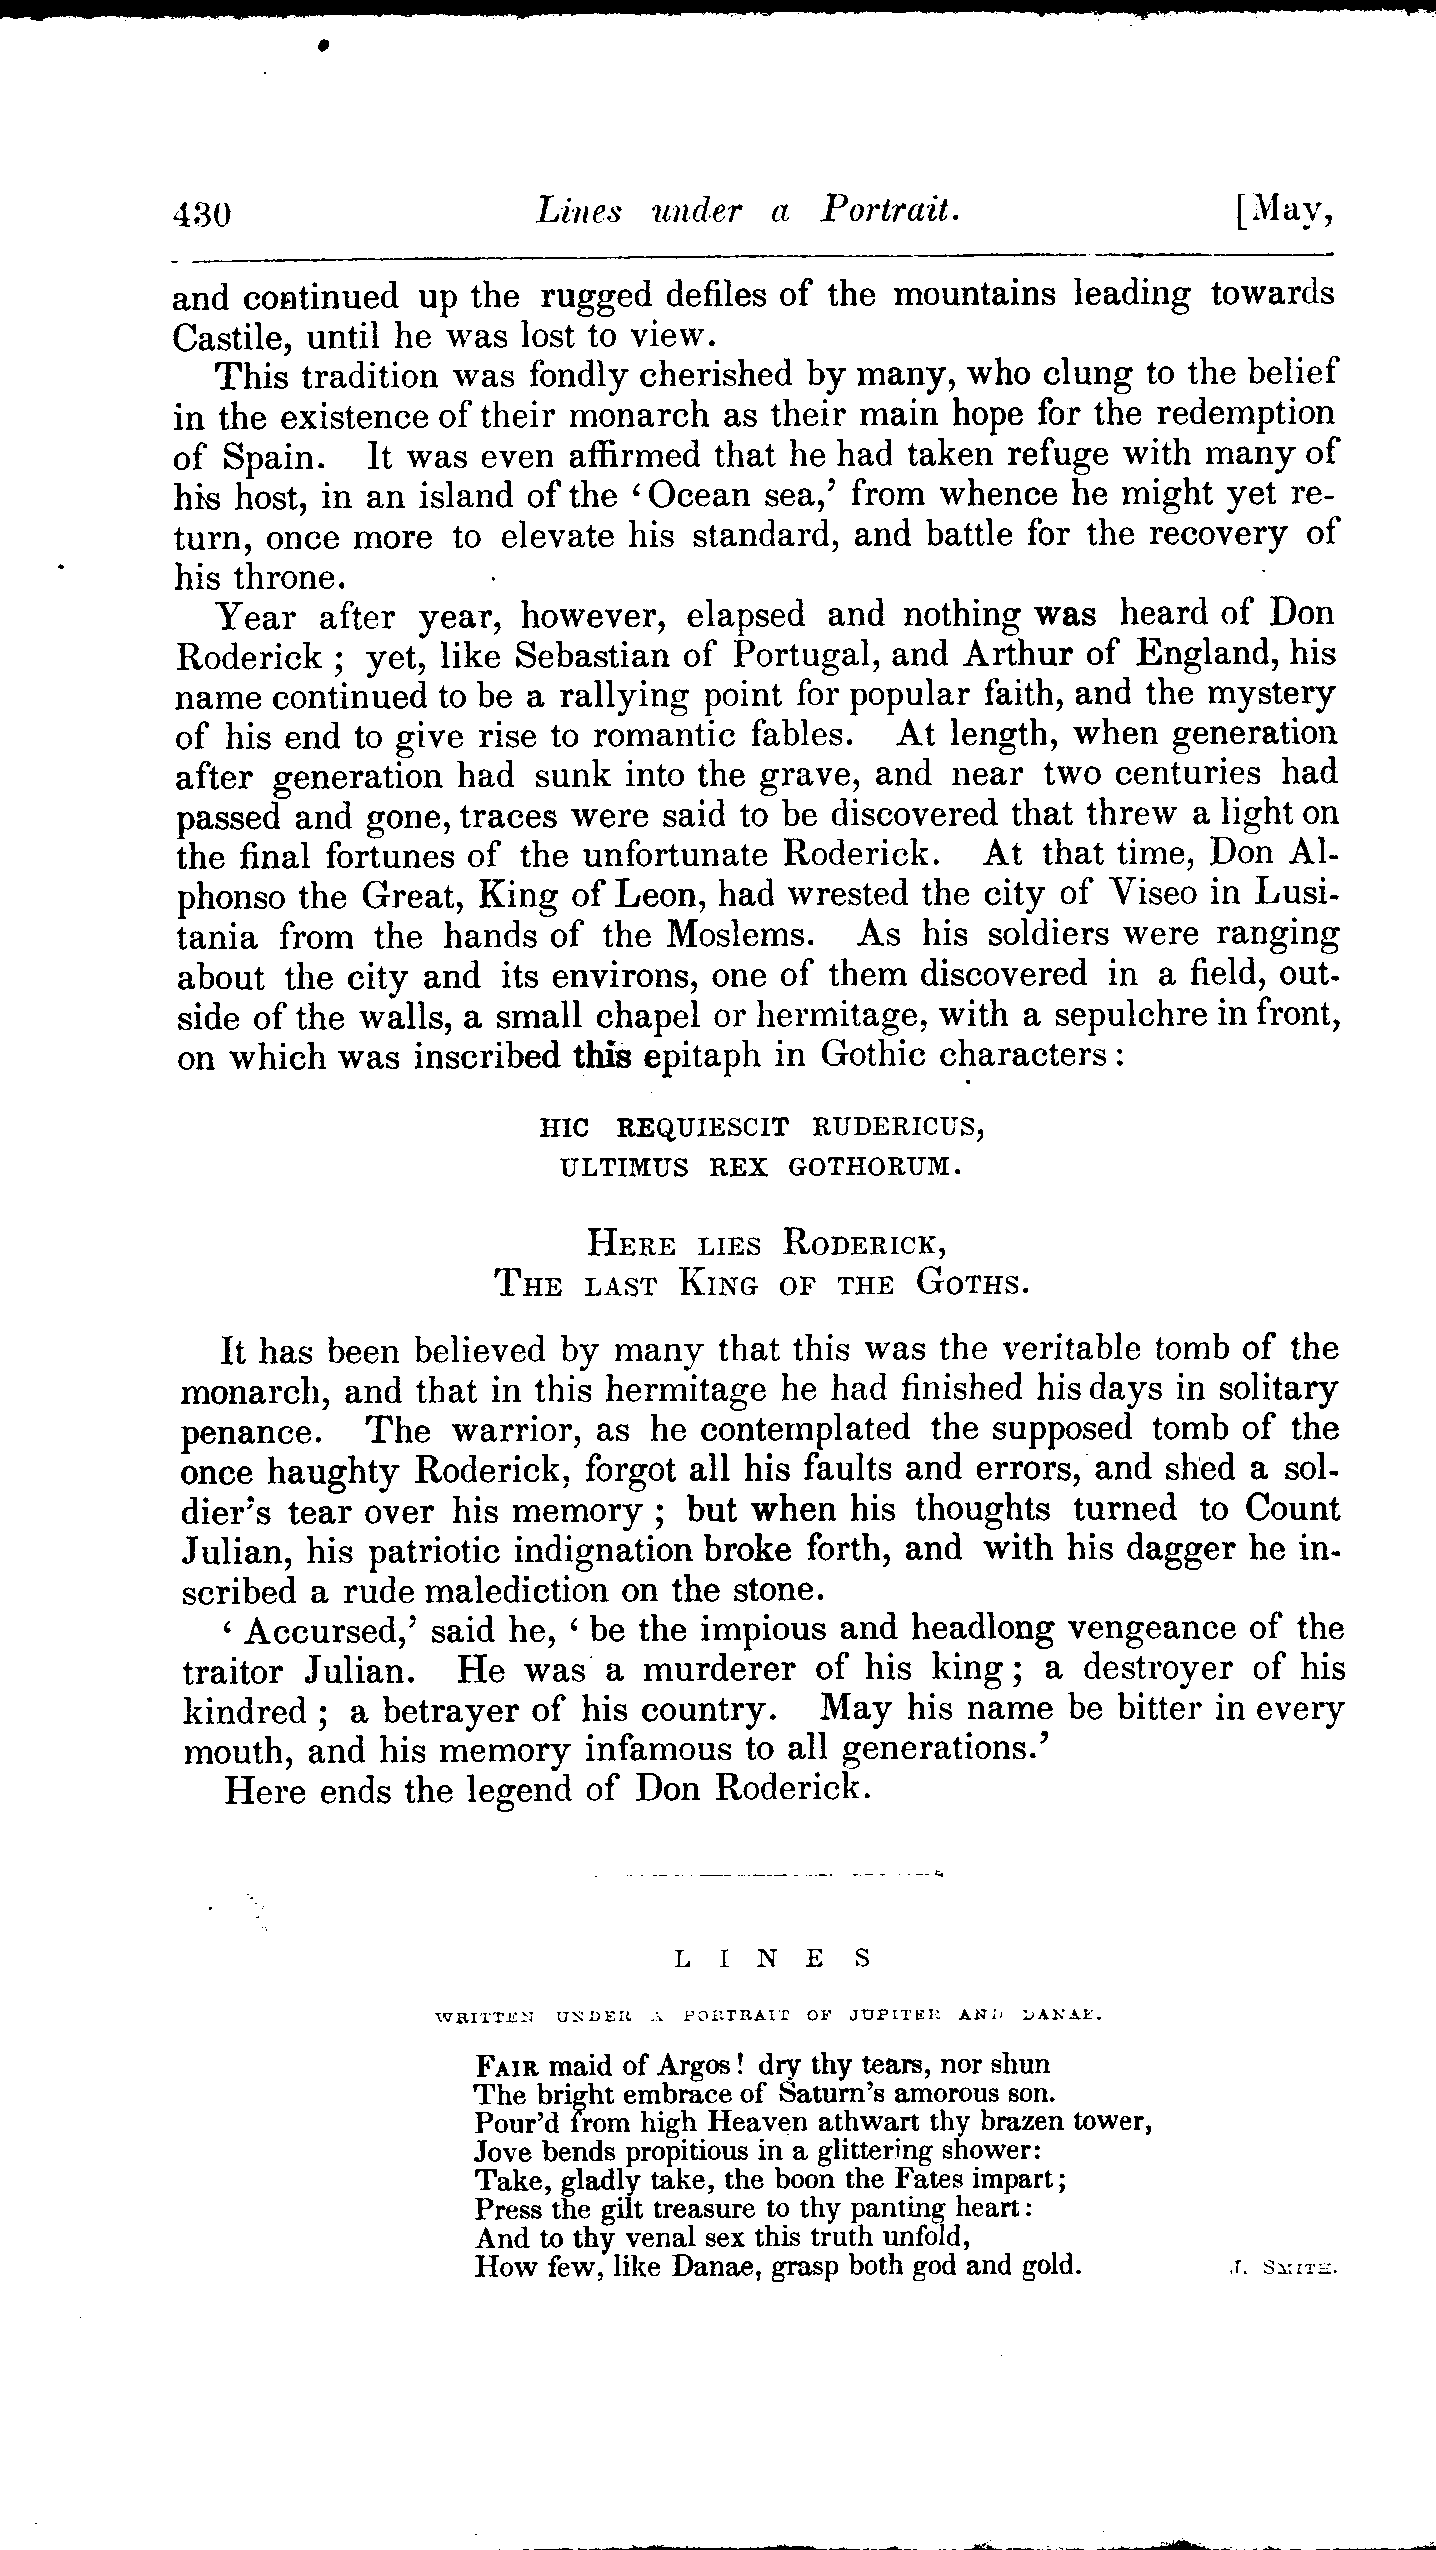 430 Lines under a Portrait. [May,
and continued up the rugged defiles of the mountains leading towards
Castile, until he was lost to view.
This tradition was fondly cherished by many, who clung to the belief
in the existence of their monarch as their main hope for the redemption
of Spain. It was even affirmed that he had taken refuge with many of
his host, in an island of the ‘Ocean sea,’ from whence he might yet re-
turn, once more to elevate his standard, and battle for the recovery of
his throne.
Year after year, however, elapsed and nothing was heard of Don
Roderick ; yet, like Sebastian of Portugal, and Arthur of England, his
name continued to be a rallying point for popular faith, and the mystery
of his end to give rise to romantic fables. At length, when generation
after generation had sunk into the grave, and near two centuries had
passed and gone, traces were said to be discovered that threw a light on
the final fortunes of the unfortunate Roderick. At that time, Don Al-
phonso the Great, King of Leon, had wrested the city of Viseo in Lusi-
tania from the hands of the Moslems. As his soldiers were ranging
about the city and its environs, one of them discovered in a field, out-
side of the walls, a small chapel or hermitage, with a sepulchre in front,
on which was inscribed this epitaph in Gothic characters :
HIC REQUIESCIT RUDERICUS,
ULTIMUS REX GOTHORUM.
HERE LIES RODERICK,
THE LAST KING OF THE GOTHS.
It has been believed by many that this was the veritable tomb of the
monarch, and that in this hermitage he had finished his days in solitary
penance. The warrior, as he contemplated the supposed tomb of the
once haughty Roderick, forgot all his faults and errors, and shed a sol-
dier's tear over his memory ; but when his thoughts turned to Count
Julian, his patriotic indignation broke forth, and with his dagger he in-
scribed a rude malediction on the stone.
‘ Accursed,’ said he, ‘ be the impious and headlong vengeance of the
traitor Julian. He was a murderer of his king ; a destroyer of his
kindred ; a betrayer of his country. May his name be bitter in every
mouth, and his memory infamous to all generations.’
Here ends the legend of Don Roderick.
LINES
WRITTEN UNDER A PORTRAIT OF JUPITER AND DANAE.
FAIR maid of Argos! dry thy tears, nor shun
The bright embrace of Saturn's amorous son.
Pour'd from high Heaven athwart thy brazen tower,
Jove bends propitious in a glittering shower:
Take, gladly take, the boon the Fates impart;
Press the gilt treasure to thy panting heart:
And to thy venal sex this truth unfold,
How few, like Danae, grasp both god and gold. J. SMITH.